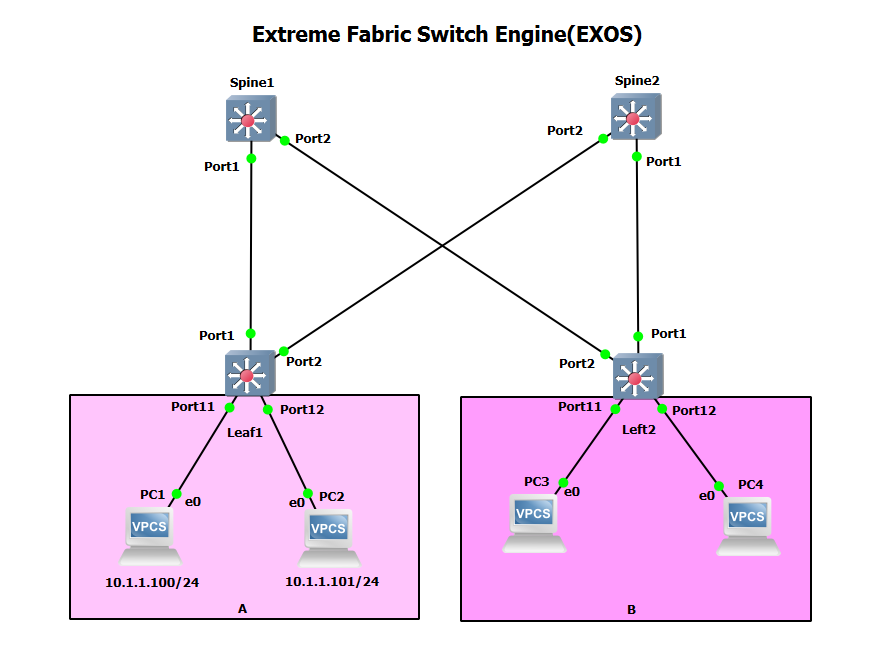 Extreme Fabric Switch Engine(EXOS)
Spine1
Spine2
Port2
Port2
Port1
Port1
Port1
Port1
Port2
Port2
Port11
Port12
Port11
Port12
Leaf1
Left2
PC1
e0
e0
PC2
PC3
e0
e0
PC4
VPCS
VPCS
VPCS
VPCS
10.1.1.100/24
10.1.1.101/24
A
B